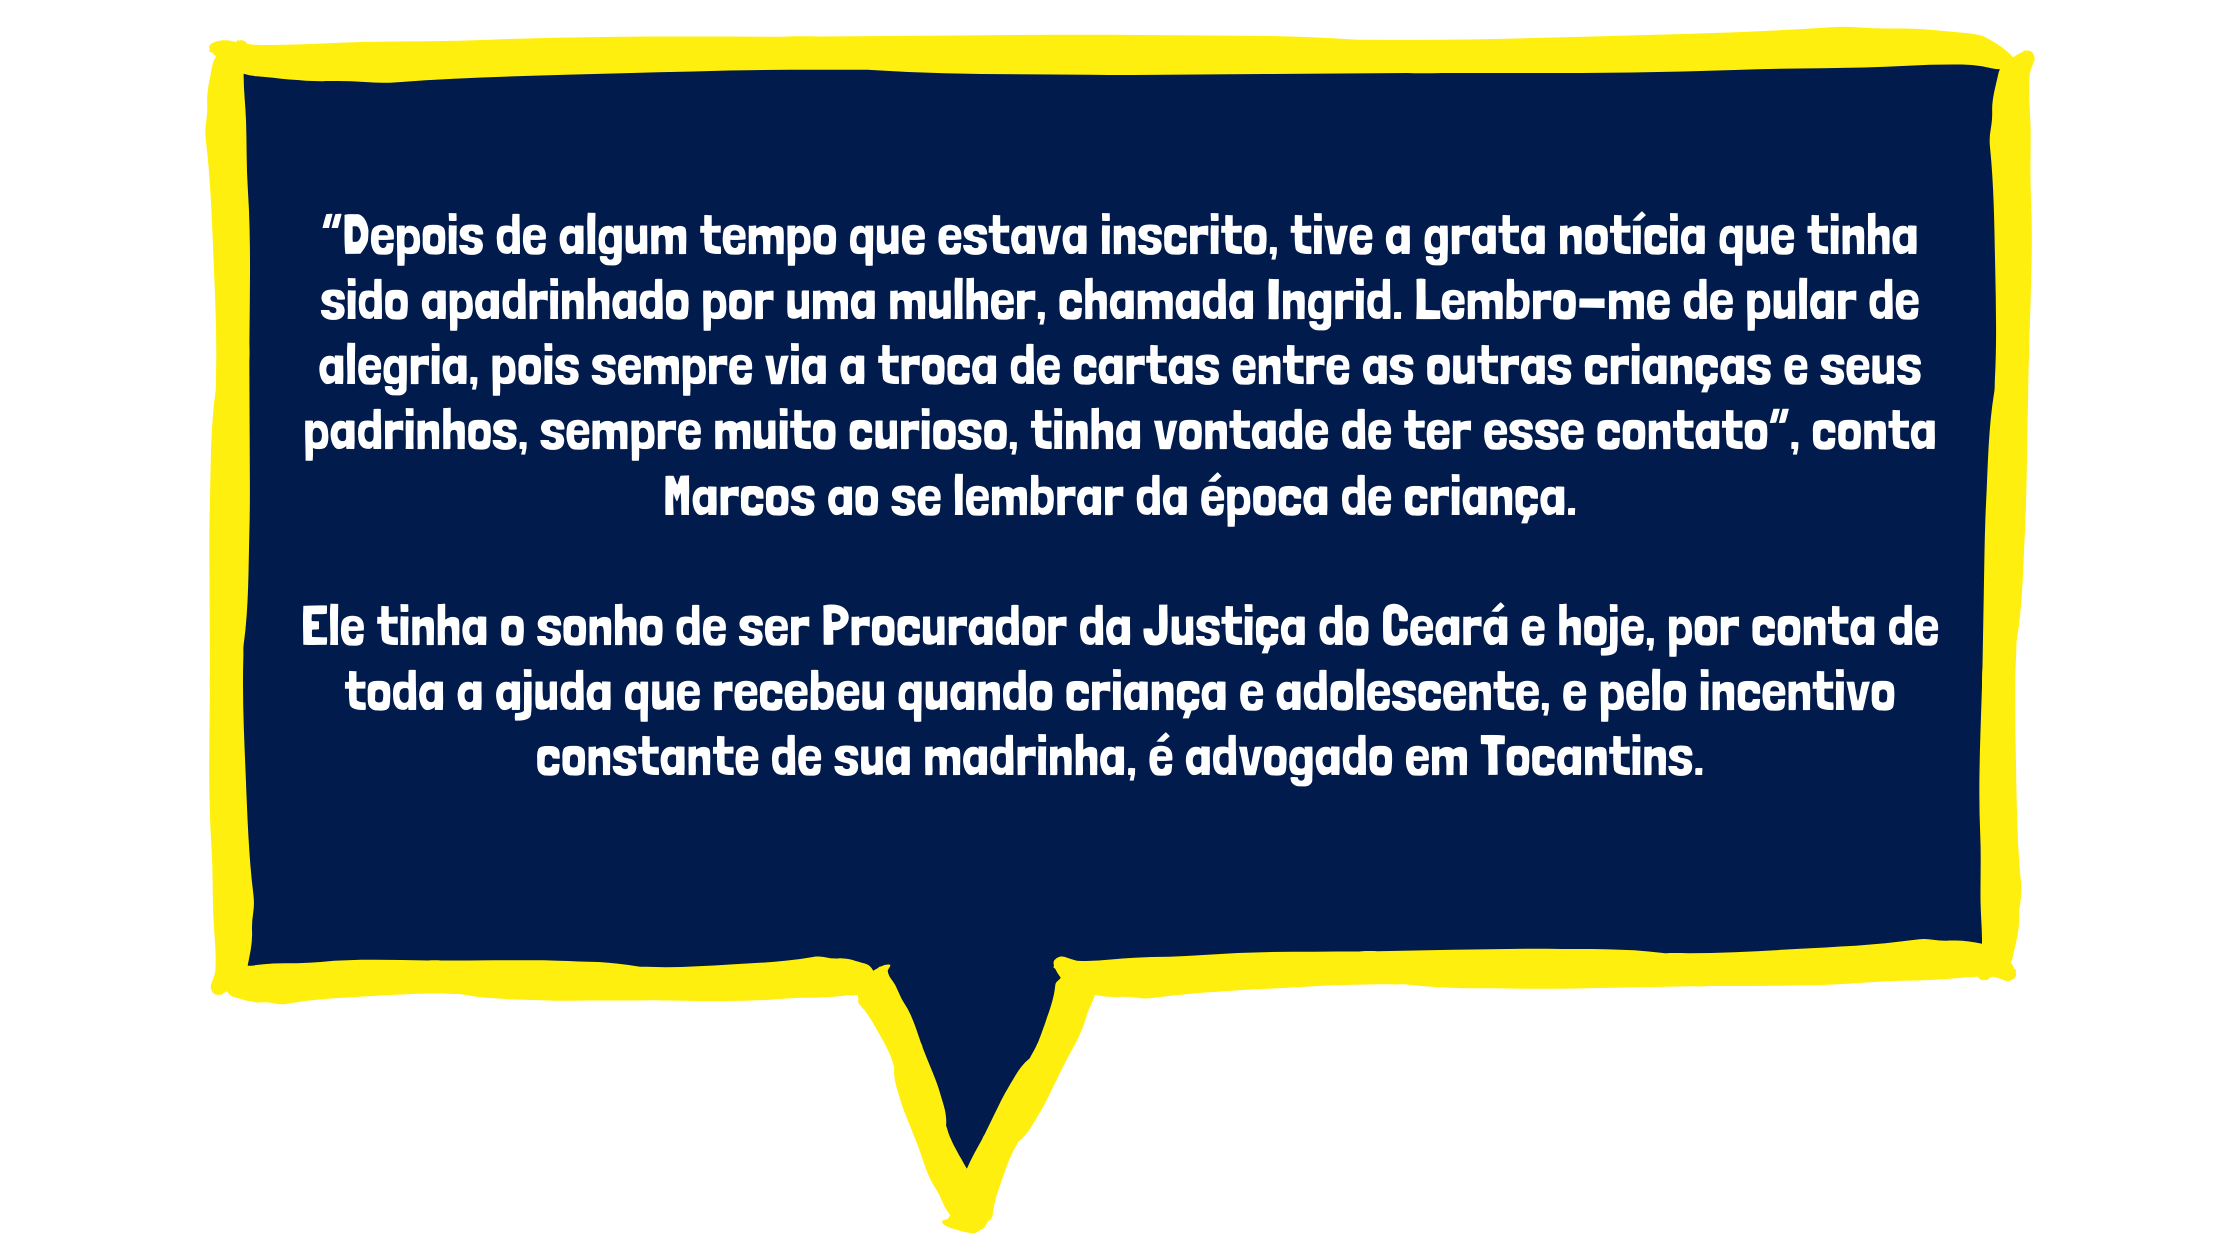 "Depois de algum tempo que estava inscrito, tive a grata notícia que tinha
sido apadrinhado por uma mulher, chamada Ingrid. Lembro-me de pular de
alegria, pois sempre via a troca de cartas entre as outras crianças e seus
padrinhos, sempre muito curioso, tinha vontade de ter esse contato", conta
Marcos ao se lembrar da época de criança.
Ele tinha o sonho de ser Procurador da Justiça do Ceará e hoje, por conta de
toda a ajuda que recebeu quando criança e adolescente, e pelo incentivo
constante de sua madrinha, é advogado em Tocantins.